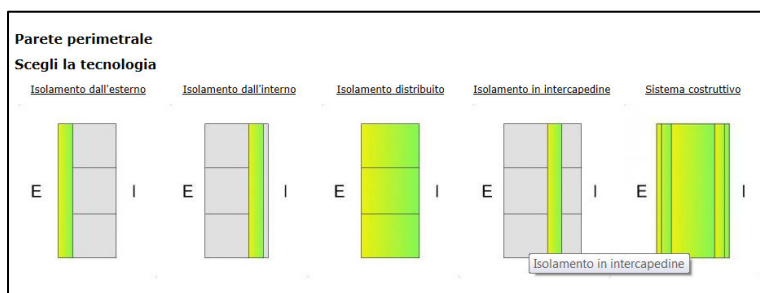 Parete perimetrale
Scegli la tecnologia
Isolamento dall'esterno Isolamento dall'interno Isolamento distribuito Isolamento in intercapedine Sistema costruttivo
E I E I E I E I E I
Isolamento in intercapedine